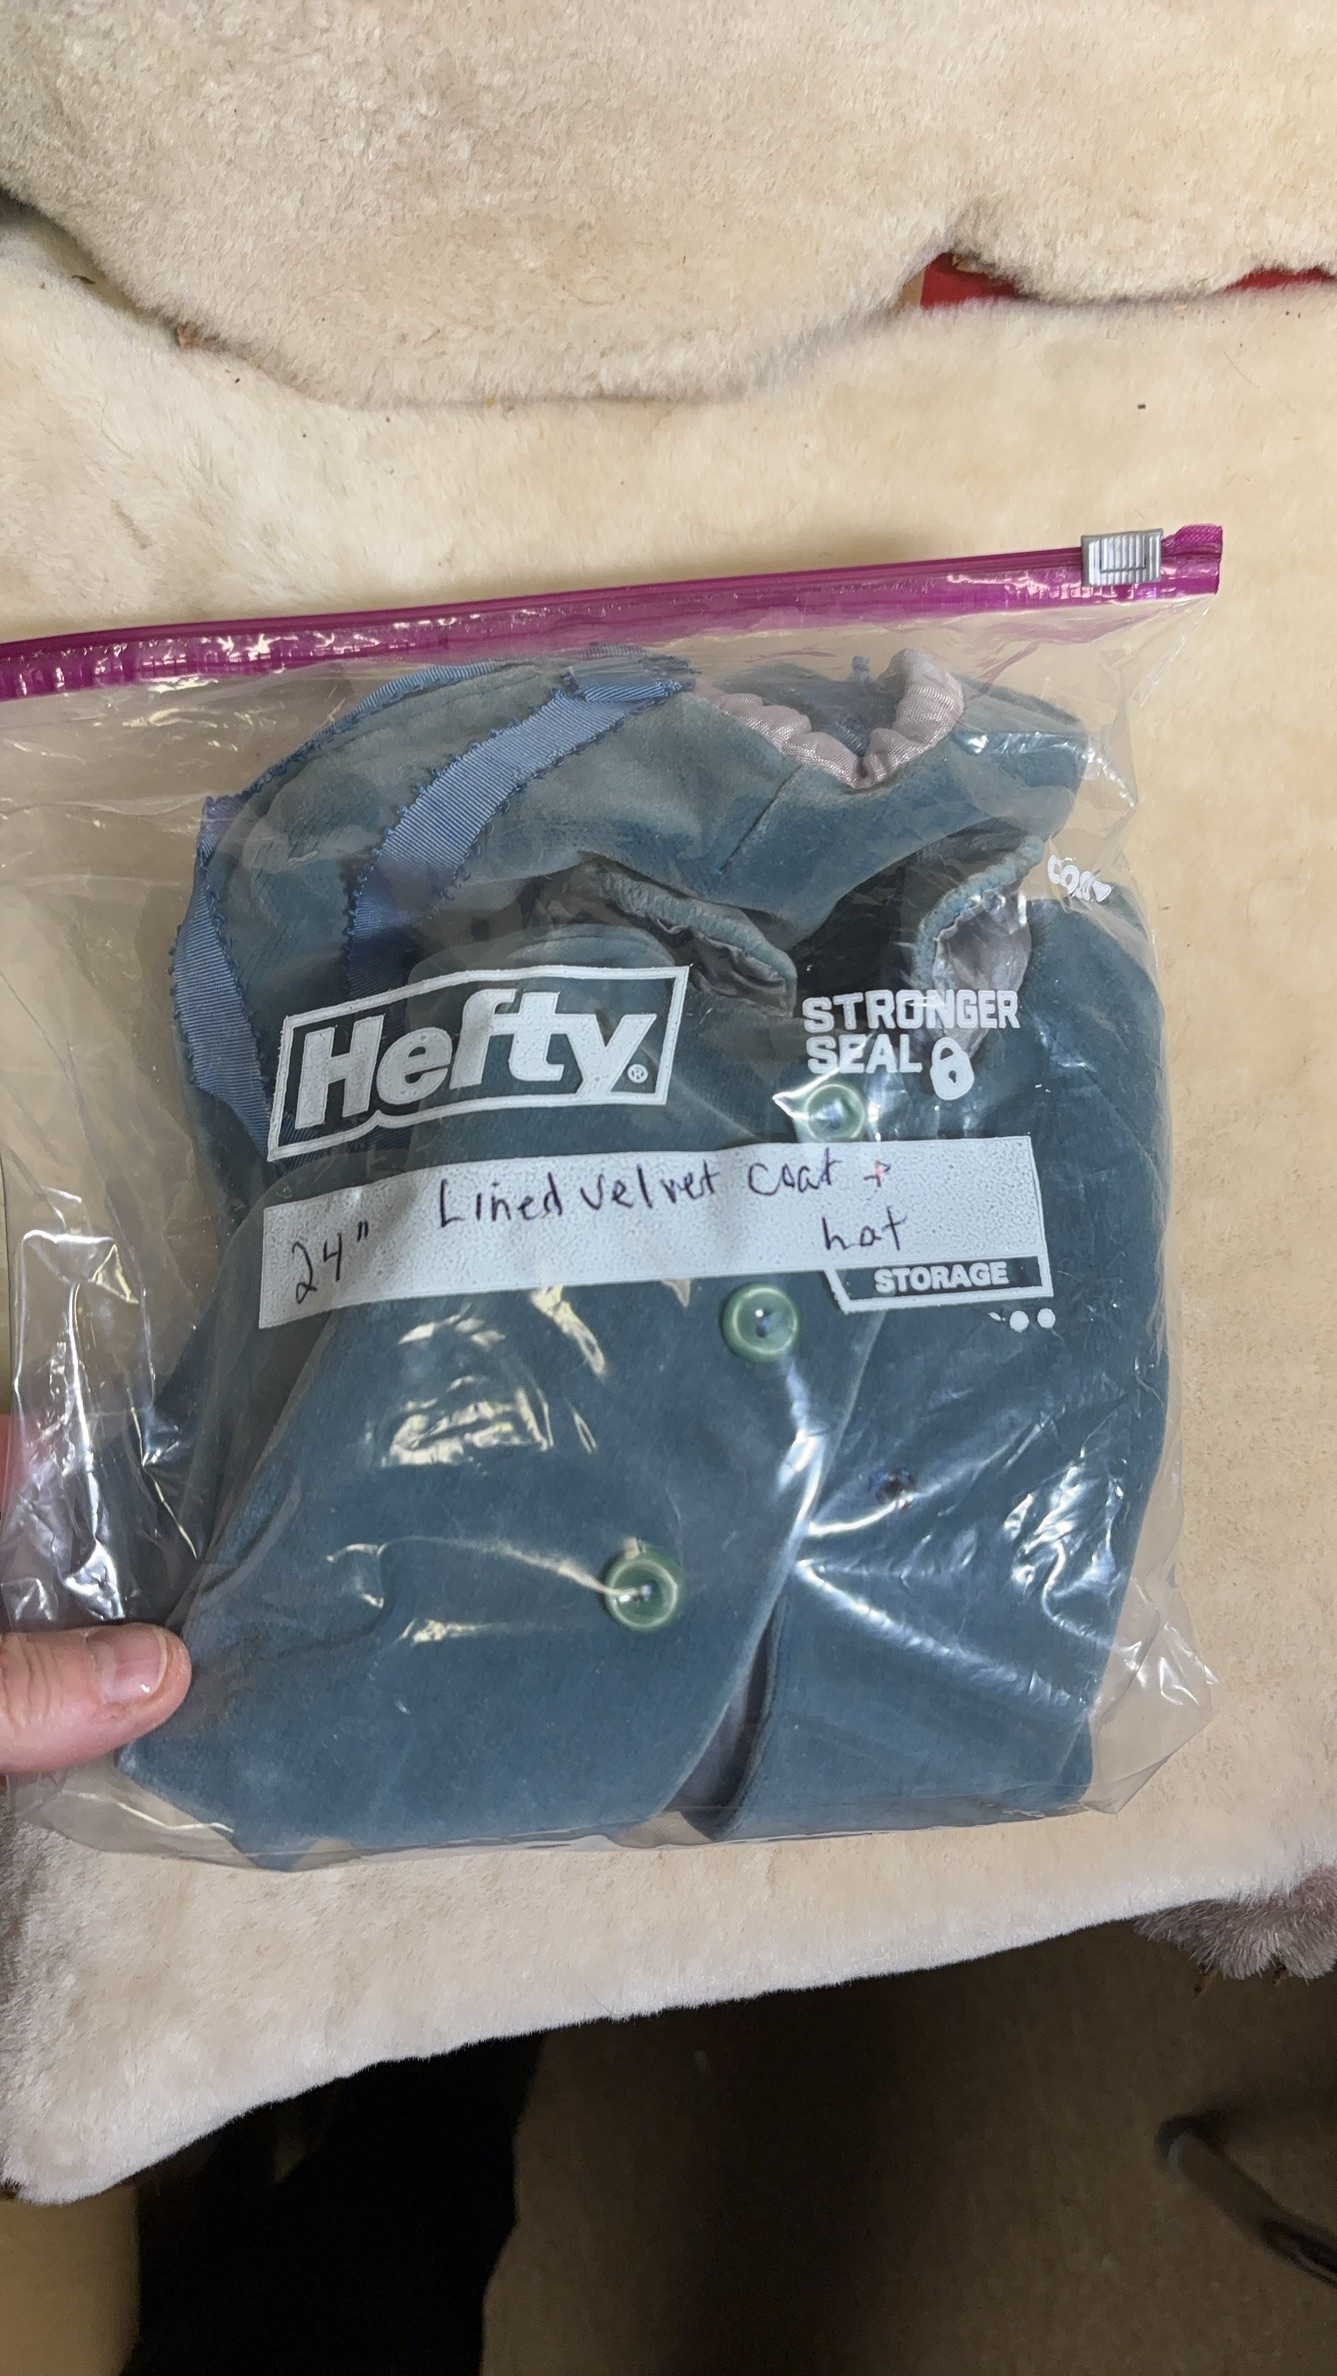 Hefty®
STRONGER
SEAL
24" Lined velvet coat +
hat
STORAGE